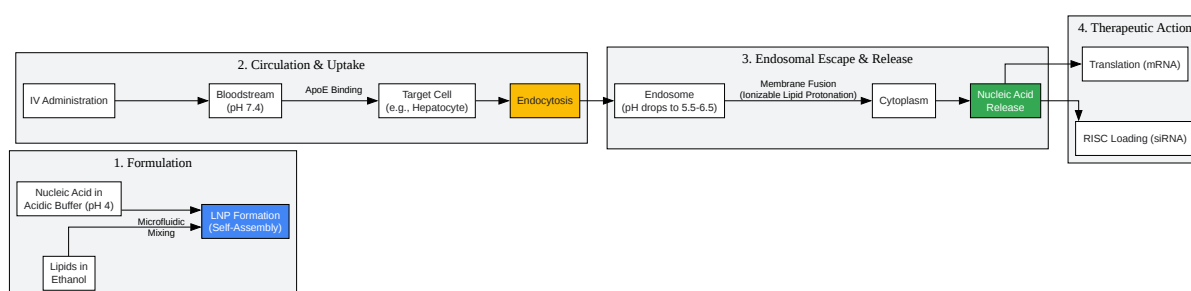 2. Circulation & Uptake
IV Administration
Bloodstream
(pH 7.4)
ApoE Binding
Target Cell
(e.g., Hepatocyte)
Endocytosis
3. Endosomal Escape & Release
Endosome
(pH drops to 5.5-6.5)
Membrane Fusion
(Ionizable Lipid Protonation)
Cytoplasm
Nucleic Acid
Release
4. Therapeutic Action
Translation (mRNA)
RISC Loading (siRNA)
1. Formulation
Nucleic Acid in
Acidic Buffer (pH 4)
Microfluidic
Mixing
LNP Formation
(Self-Assembly)
Lipids in
Ethanol